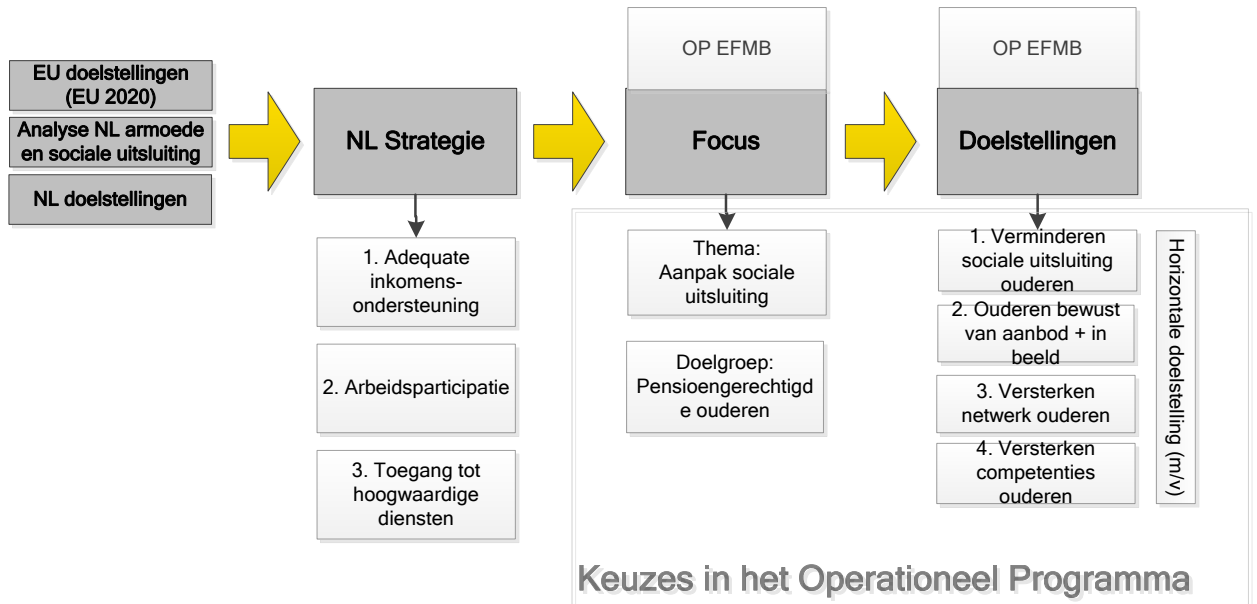 EU doelstellingen
(EU 2020)
Analyse NL armoede
en sociale uitsluiting
NL doelstellingen
NL Strategie
1. Adequate
inkomens-
ondersteuning
2. Arbeidsparticipatie
3. Toegang tot
hoogwaardige
diensten
OP EFMB
Focus
Thema:
Aanpak sociale
uitsluiting
Doelgroep:
Pensioengerechtigd
e ouderen
OP EFMB
Doelstellingen
1. Verminderen
sociale uitsluiting
ouderen
2. Ouderen bewust
van aanbod + in
beeld
3. Versterken
netwerk ouderen
4. Versterken
competenties
ouderen
Horizontale doelstelling (m/v)
Keuzes in het Operationeel Programma